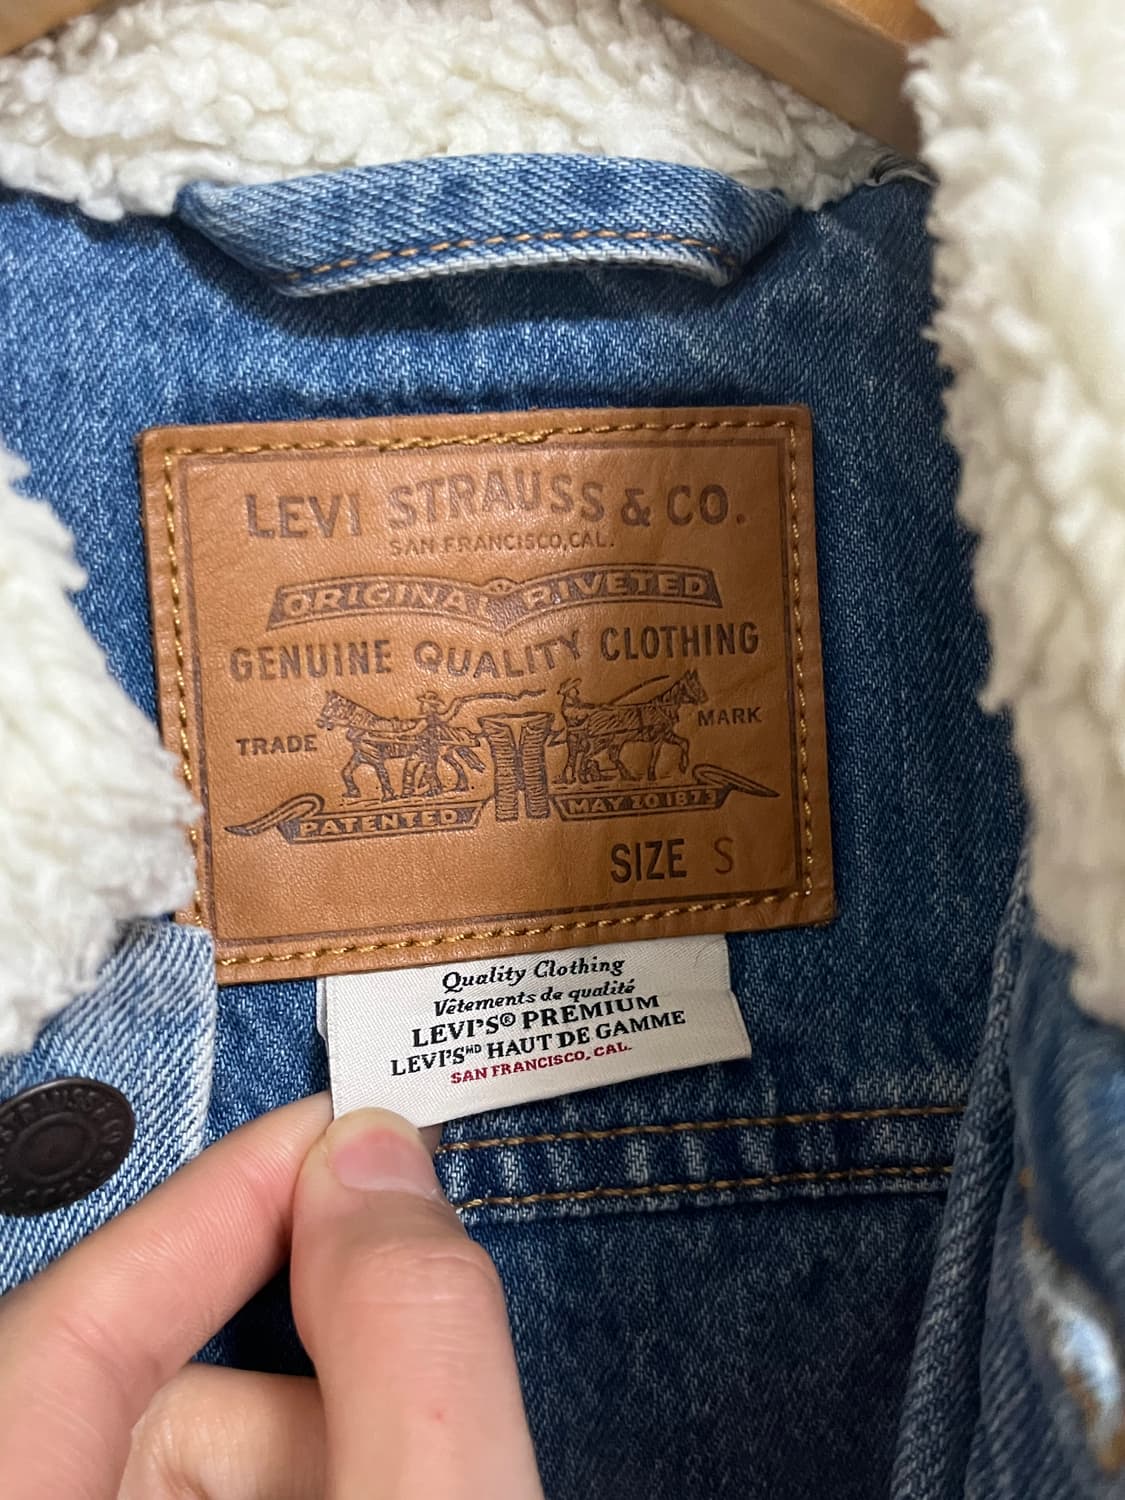 LEVI STRAUSS & CO.
SAN FRANCISCO, CAL.
ORIGINAL RIVETED
GENUINE QUALITY CLOTHING
TRADE MARK
PATENTED MAY 20 1873
SIZE S
Quality Clothing
Vêtements de qualité
LEVI'S® PREMIUM
LEVI'Sᴹᴰ HAUT DE GAMME
SAN FRANCISCO, CAL.